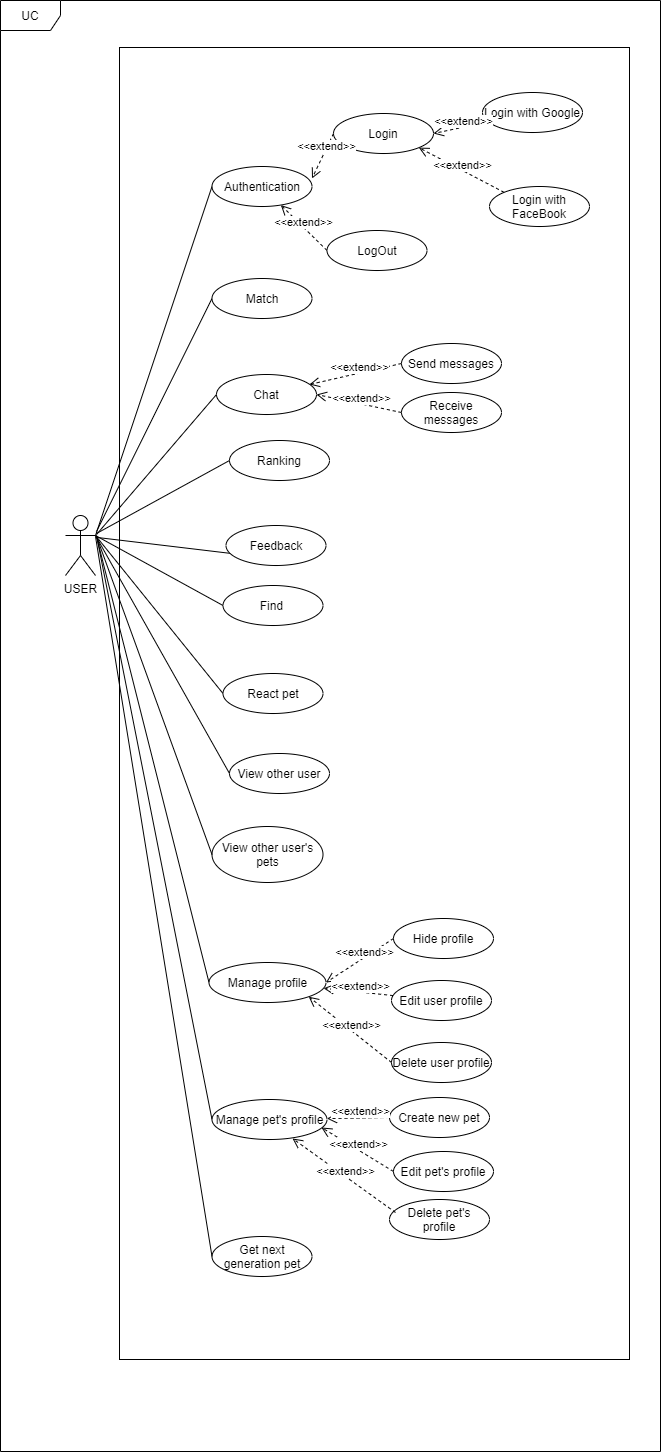 UC
Login with Google
<<extend>>
Login
<<extend>>
<<extend>>
Authentication
Login with
FaceBook
<<extend>>
LogOut
Match
Send messages
<<extend>>
Chat
<<extend>>
Receive
messages
Ranking
Feedback
USER
Find
React pet
View other user
View other user's
pets
Hide profile
<<extend>>
Manage profile
<<extend>>
Edit user profile
<<extend>>
Delete user profile
<<extend>>
Manage pet's profile
Create new pet
<<extend>>
Edit pet's profile
<<extend>>
Delete pet's
profile
Get next
generation pet